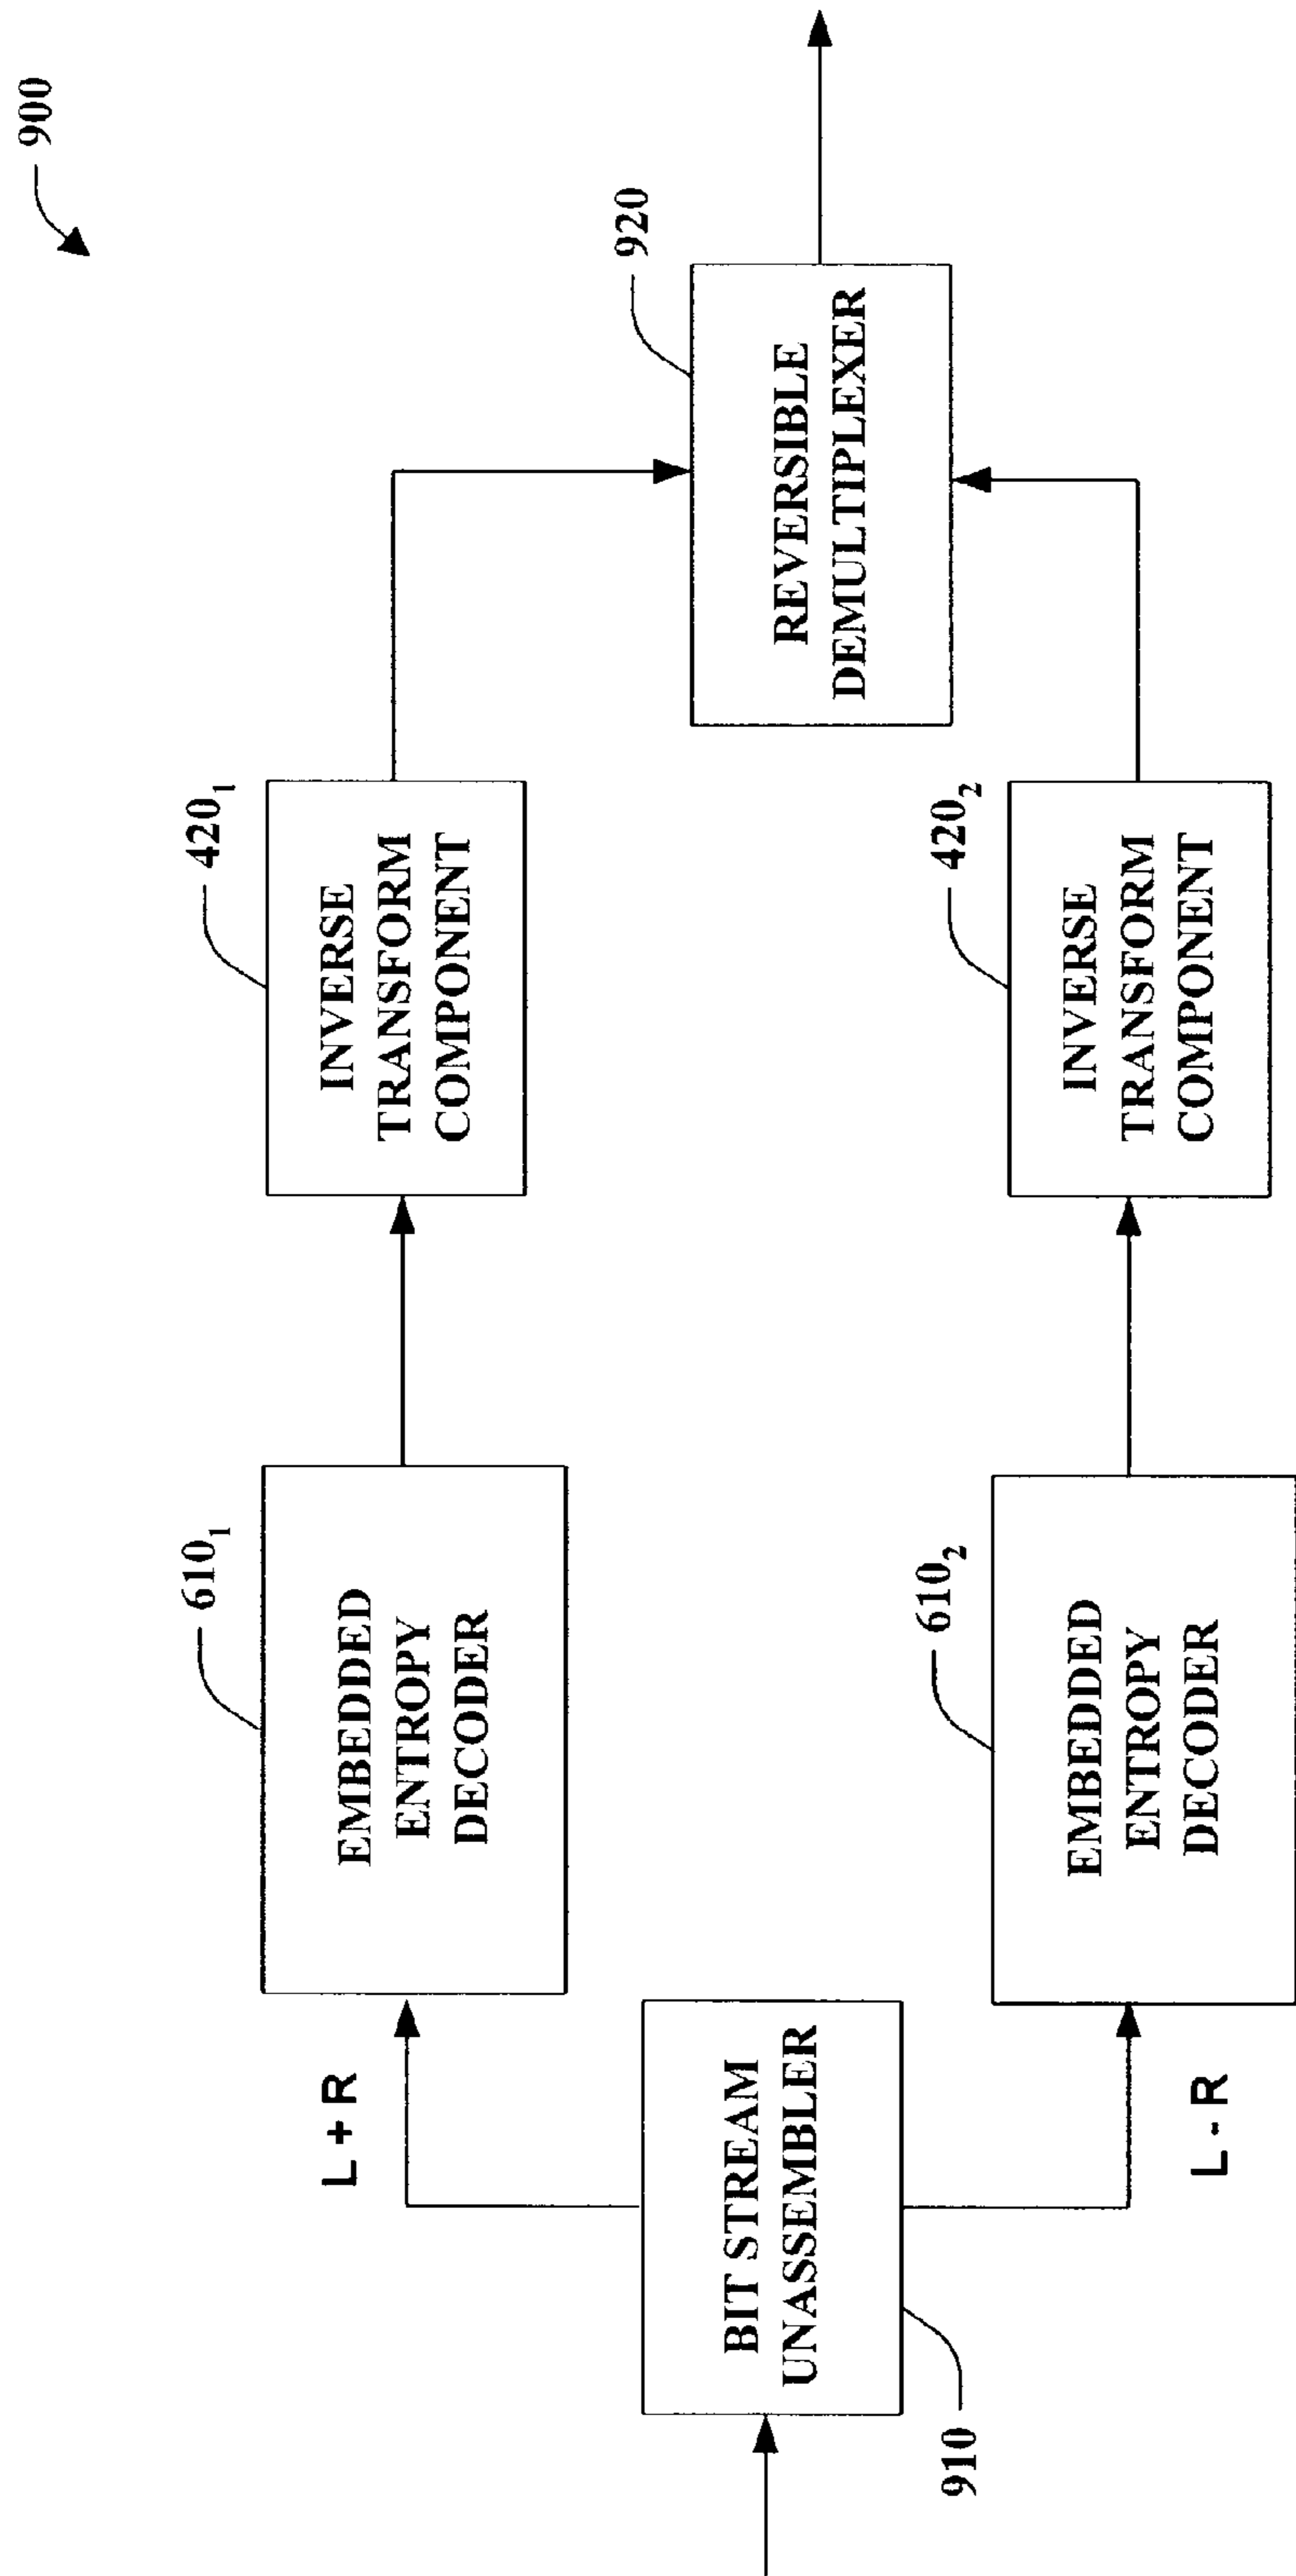 900
L + R
610₁
EMBEDDED
ENTROPY
DECODER
420₁
INVERSE
TRANSFORM
COMPONENT
BIT STREAM
UNASSEMBLER
910
920
REVERSIBLE
DEMULTIPLEXER
L - R
610₂
EMBEDDED
ENTROPY
DECODER
420₂
INVERSE
TRANSFORM
COMPONENT